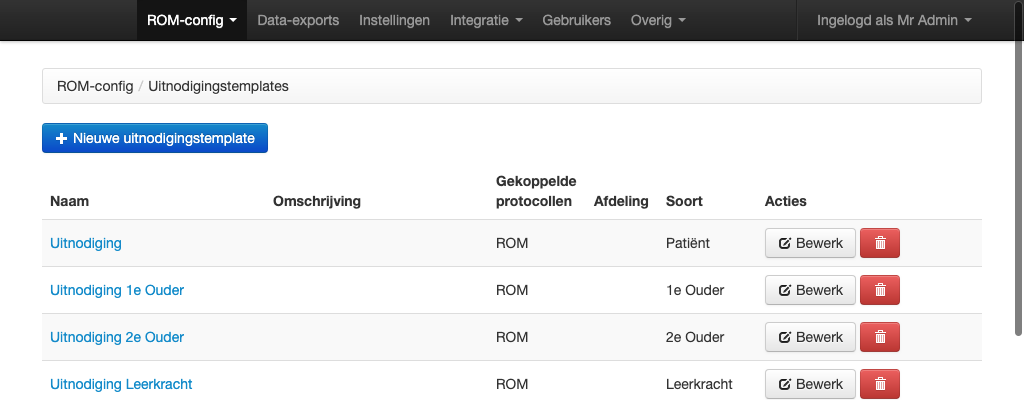 ROM-config Data-exports Instellingen Integratie Gebruikers Overig Ingelogd als Mr Admin
ROM-config / Uitnodigingstemplates
+ Nieuwe uitnodigingstemplate
Naam Omschrijving Gekoppelde protocollen Afdeling Soort Acties
Uitnodiging ROM Patiënt Bewerk
Uitnodiging 1e Ouder ROM 1e Ouder Bewerk
Uitnodiging 2e Ouder ROM 2e Ouder Bewerk
Uitnodiging Leerkracht ROM Leerkracht Bewerk